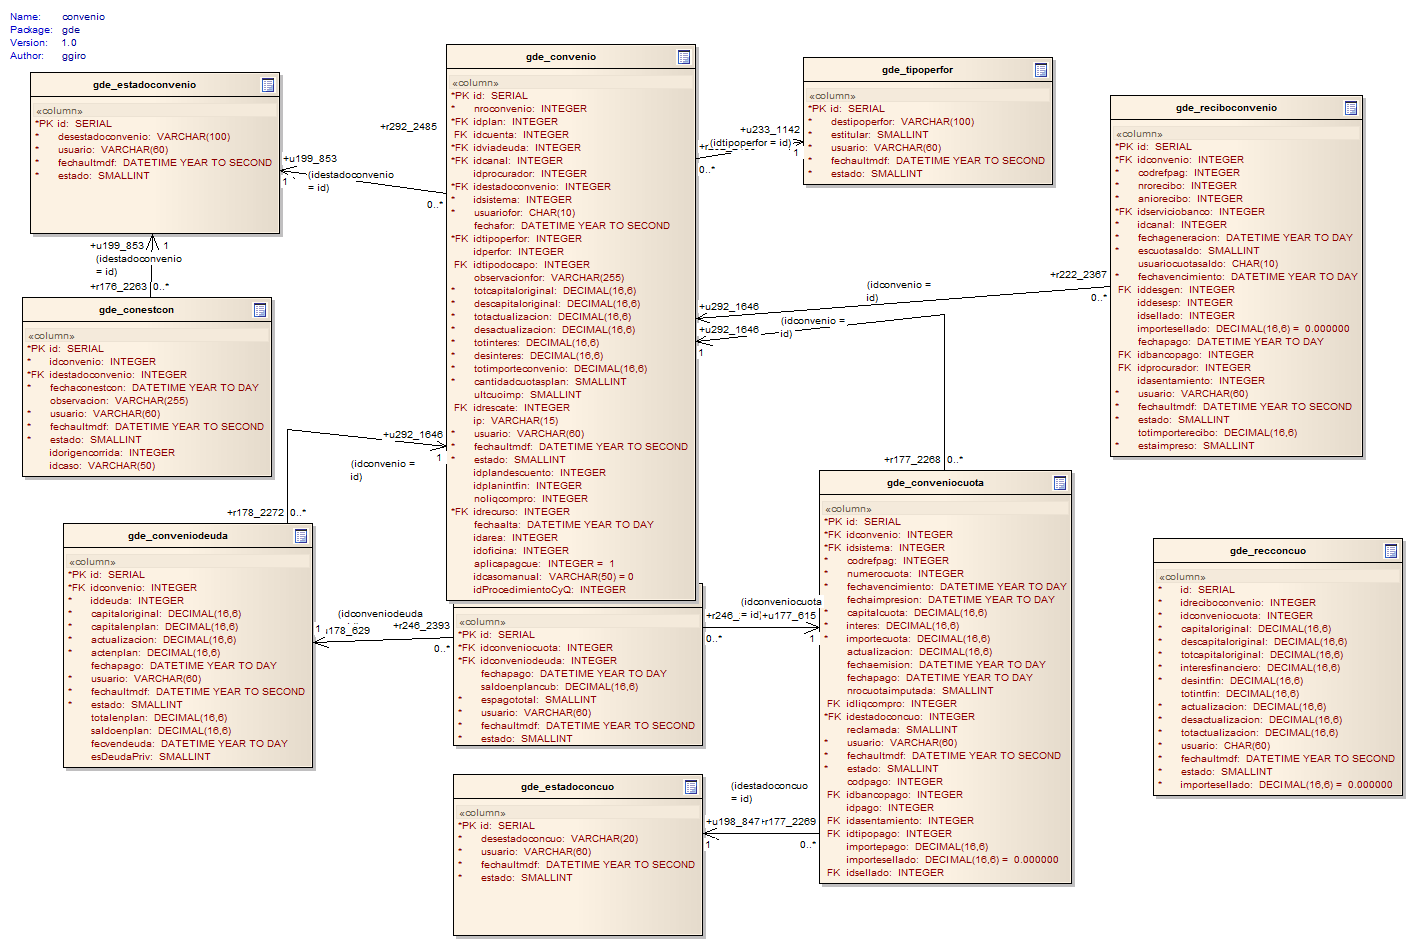 Name: convenio
Package: gde
Version: 1.0
Author: ggiro
gde_estadoconvenio
«column»
*PK id: SERIAL
* desestadoconvenio: VARCHAR(100)
* usuario: VARCHAR(60)
* fechaultmdf: DATETIME YEAR TO SECOND
* estado: SMALLINT
gde_convenio
«column»
*PK id: SERIAL
* nroconvenio: INTEGER
*FK idplan: INTEGER
FK idcuenta: INTEGER
*FK idviadeuda: INTEGER
*FK idcanal: INTEGER
idprocurador: INTEGER
*FK idestadoconvenio: INTEGER
* idsistema: INTEGER
* usuariofor: CHAR(10)
* fechafor: DATETIME YEAR TO SECOND
*FK idtipoperfor: INTEGER
idperfor: INTEGER
FK idtipodocapo: INTEGER
observacionfor: VARCHAR(255)
* totcapitaloriginal: DECIMAL(16,6)
* descapitaloriginal: DECIMAL(16,6)
* totactualizacion: DECIMAL(16,6)
* desactualizacion: DECIMAL(16,6)
* totinteres: DECIMAL(16,6)
* desinteres: DECIMAL(16,6)
* totimporteconvenio: DECIMAL(16,6)
* cantidadcuotasplan: SMALLINT
ultcuoimp: SMALLINT
FK idrescate: INTEGER
ip: VARCHAR(15)
* usuario: VARCHAR(60)
* fechaultmdf: DATETIME YEAR TO SECOND
* estado: SMALLINT
idplandescuento: INTEGER
idplanintfin: INTEGER
noliqcompro: INTEGER
*FK idrecurso: INTEGER
fechaalta: DATETIME YEAR TO DAY
idarea: INTEGER
idoficina: INTEGER
aplicapagcue: INTEGER = 1
idcasomanual: VARCHAR(50) = 0
idProcedimientoCyQ: INTEGER
gde_tipoperfor
«column»
*PK id: SERIAL
* destipoperfor: VARCHAR(100)
* estitular: SMALLINT
* usuario: VARCHAR(60)
* fechaultmdf: DATETIME YEAR TO SECOND
* estado: SMALLINT
gde_reciboconvenio
«column»
*PK id: SERIAL
*FK idconvenio: INTEGER
* codrefpag: INTEGER
* nrorecibo: INTEGER
* aniorecibo: INTEGER
*FK idserviciobanco: INTEGER
* idcanal: INTEGER
* fechageneracion: DATETIME YEAR TO DAY
* escuotasaldo: SMALLINT
usuariocuotasaldo: CHAR(10)
* fechavencimiento: DATETIME YEAR TO DAY
FK iddesgen: INTEGER
iddesesp: INTEGER
idsellado: INTEGER
importesellado: DECIMAL(16,6) = 0.000000
fechapago: DATETIME YEAR TO DAY
FK idbancopago: INTEGER
FK idprocurador: INTEGER
idasentamiento: INTEGER
* usuario: VARCHAR(60)
* fechaultmdf: DATETIME YEAR TO SECOND
* estado: SMALLINT
totimporterecibo: DECIMAL(16,6)
* estaimpreso: SMALLINT
+r292_2485
+u199_853
1
(idestadoconvenio
= id)
0..*
+u233_1142
(idtipoperfor = id)
1
0..*
+u199_853
1
(idestadoconvenio
= id)
+r176_2263
0..*
gde_conestcon
«column»
*PK id: SERIAL
* idconvenio: INTEGER
*FK idestadoconvenio: INTEGER
* fechaconestcon: DATETIME YEAR TO DAY
observacion: VARCHAR(255)
* usuario: VARCHAR(60)
* fechaultmdf: DATETIME YEAR TO SECOND
* estado: SMALLINT
idorigencorrida: INTEGER
idcaso: VARCHAR(50)
+r222_2367
0..*
(idconvenio =
id)
+u292_1646
+u292_1646
1
(idconvenio =
id)
+r177_2268
0..*
+u292_1646
1
(idconvenio =
id)
+r178_2272
0..*
gde_conveniodeuda
«column»
*PK id: SERIAL
*FK idconvenio: INTEGER
* iddeuda: INTEGER
* capitaloriginal: DECIMAL(16,6)
* capitalenplan: DECIMAL(16,6)
* actualizacion: DECIMAL(16,6)
* actenplan: DECIMAL(16,6)
fechapago: DATETIME YEAR TO DAY
* usuario: VARCHAR(60)
* fechaultmdf: DATETIME YEAR TO SECOND
* estado: SMALLINT
totalenplan: DECIMAL(16,6)
saldoenplan: DECIMAL(16,6)
fecvendeuda: DATETIME YEAR TO DAY
esDeudaPriv: SMALLINT
(idconveniodeuda
1
+r246_2393
0..*
«column»
*PK id: SERIAL
*FK idconveniocuota: INTEGER
*FK idconveniodeuda: INTEGER
fechapago: DATETIME YEAR TO DAY
saldoenplancub: DECIMAL(16,6)
* espagototal: SMALLINT
* usuario: VARCHAR(60)
* fechaultmdf: DATETIME YEAR TO SECOND
* estado: SMALLINT
(idconveniocuota
= id)
+u177_615
0..*
1
gde_conveniocuota
«column»
*PK id: SERIAL
*FK idconvenio: INTEGER
*FK idsistema: INTEGER
* codrefpag: INTEGER
* numerocuota: INTEGER
* fechavencimiento: DATETIME YEAR TO DAY
fechaimpresion: DATETIME YEAR TO DAY
* capitalcuota: DECIMAL(16,6)
* interes: DECIMAL(16,6)
* importecuota: DECIMAL(16,6)
actualizacion: DECIMAL(16,6)
fechaemision: DATETIME YEAR TO DAY
fechapago: DATETIME YEAR TO DAY
nrocuotaimputada: SMALLINT
FK idliqcompro: INTEGER
*FK idestadoconcuo: INTEGER
reclamada: SMALLINT
* usuario: VARCHAR(60)
* fechaultmdf: DATETIME YEAR TO SECOND
* estado: SMALLINT
codpago: INTEGER
FK idbancopago: INTEGER
idpago: INTEGER
FK idasentamiento: INTEGER
FK idtipopago: INTEGER
importepago: DECIMAL(16,6)
importesellado: DECIMAL(16,6) = 0.000000
FK idsellado: INTEGER
gde_recconcuo
«column»
* id: SERIAL
* idreciboconvenio: INTEGER
* idconveniocuota: INTEGER
* capitaloriginal: DECIMAL(16,6)
* descapitaloriginal: DECIMAL(16,6)
* totcapitaloriginal: DECIMAL(16,6)
* interesfinanciero: DECIMAL(16,6)
* desintfin: DECIMAL(16,6)
* totintfin: DECIMAL(16,6)
* actualizacion: DECIMAL(16,6)
* desactualizacion: DECIMAL(16,6)
* totactualizacion: DECIMAL(16,6)
* usuario: CHAR(60)
* fechaultmdf: DATETIME YEAR TO SECOND
* estado: SMALLINT
* importesellado: DECIMAL(16,6) = 0.000000
gde_estadoconcuo
«column»
*PK id: SERIAL
* desestadoconcuo: VARCHAR(20)
* usuario: VARCHAR(60)
* fechaultmdf: DATETIME YEAR TO SECOND
* estado: SMALLINT
(idestadoconcuo
= id)
+u198_847
+r177_2269
1
0..*